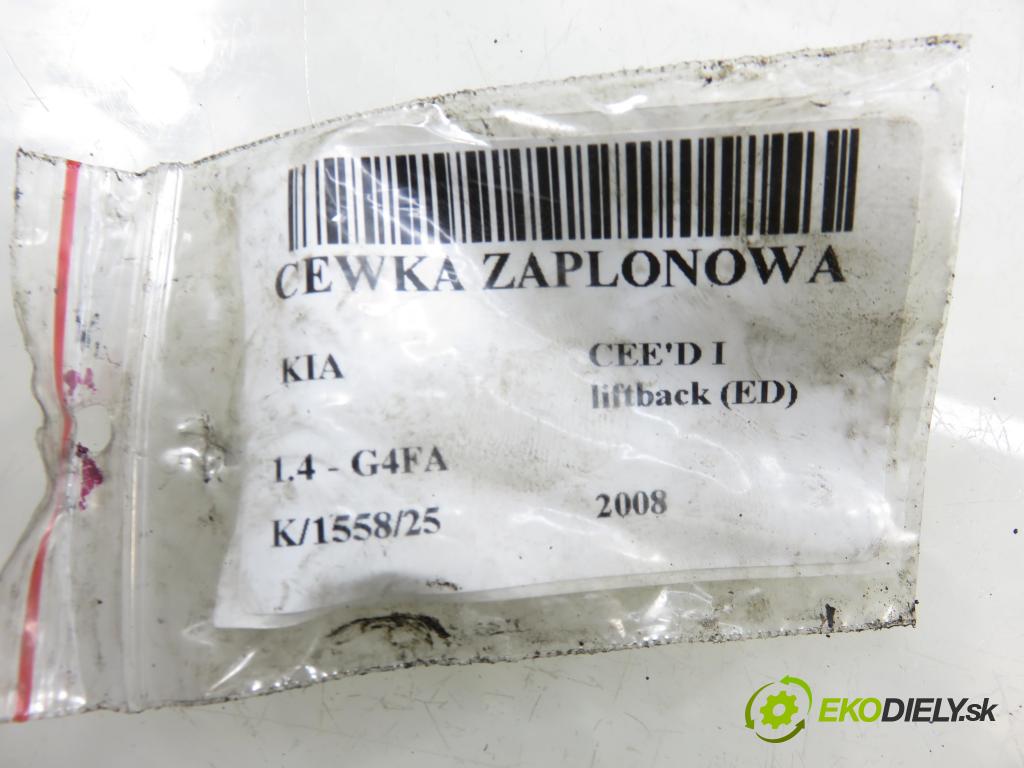 CEWKA ZAPLONOWA
KIA
CEE'D I
liftback (ED)
1.4 - G4FA
K/1558/25
2008
EKODIELY.sk